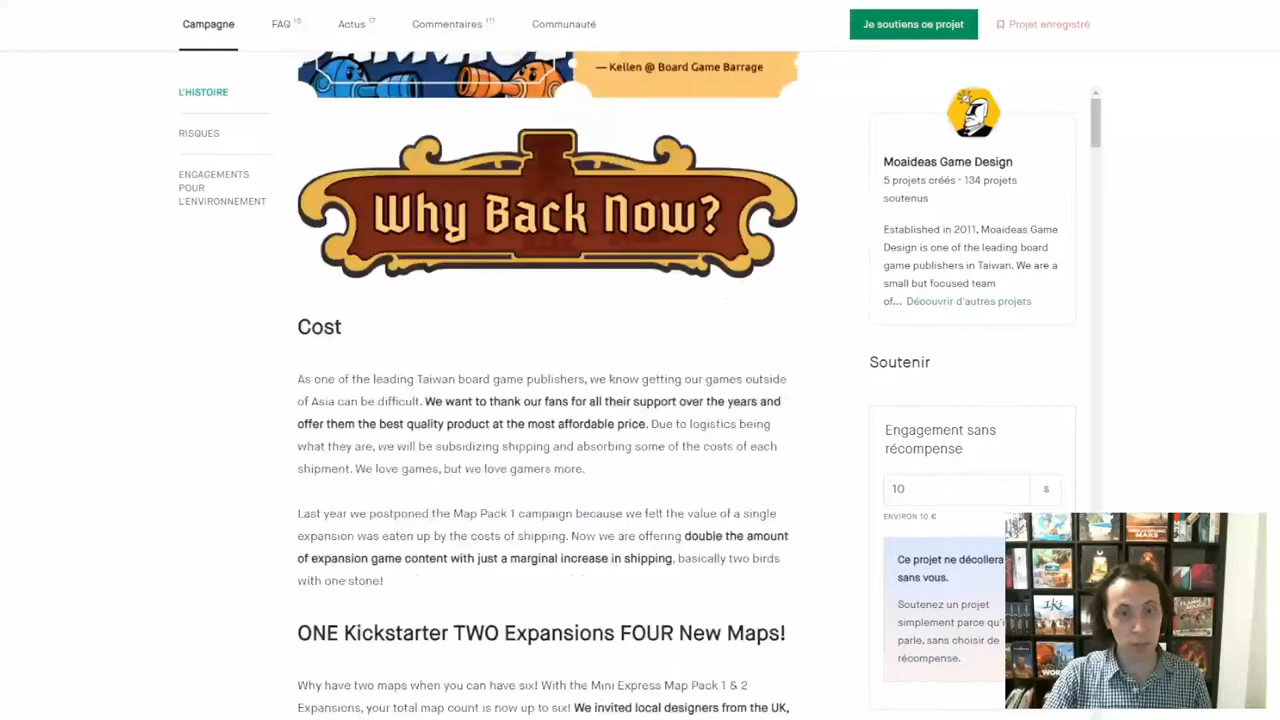 Campagne
FAQ 15
Actus 17
Commentaires 111
Communauté
Je soutiens ce projet
Projet enregistré
— Kellen @ Board Game Barrage
L'HISTOIRE
RISQUES
ENGAGEMENTS
POUR
L'ENVIRONNEMENT
Why Back Now?
Cost
As one of the leading Taiwan board game publishers, we know getting our games outside
of Asia can be difficult. We want to thank our fans for all their support over the years and
offer them the best quality product at the most affordable price. Due to logistics being
what they are, we will be subsidizing shipping and absorbing some of the costs of each
shipment. We love games, but we love gamers more.
Last year we postponed the Map Pack 1 campaign because we felt the value of a single
expansion was eaten up by the costs of shipping. Now we are offering double the amount
of expansion game content with just a marginal increase in shipping, basically two birds
with one stone!
ONE Kickstarter TWO Expansions FOUR New Maps!
Why have two maps when you can have six! With the Mini Express Map Pack 1 & 2
Expansions, your total map count is now up to six! We invited local designers from the UK,
Moaideas Game Design
5 projets créés · 134 projets
soutenus
Established in 2011, Moaideas Game
Design is one of the leading board
game publishers in Taiwan. We are a
small but focused team
of... Découvrir d'autres projets
Soutenir
Engagement sans
récompense
10 $
ENVIRON 10 €
Ce projet ne décollera
sans vous.
Soutenez un projet
simplement parce qu'i
parle, sans choisir de
récompense.
MARS
IKI